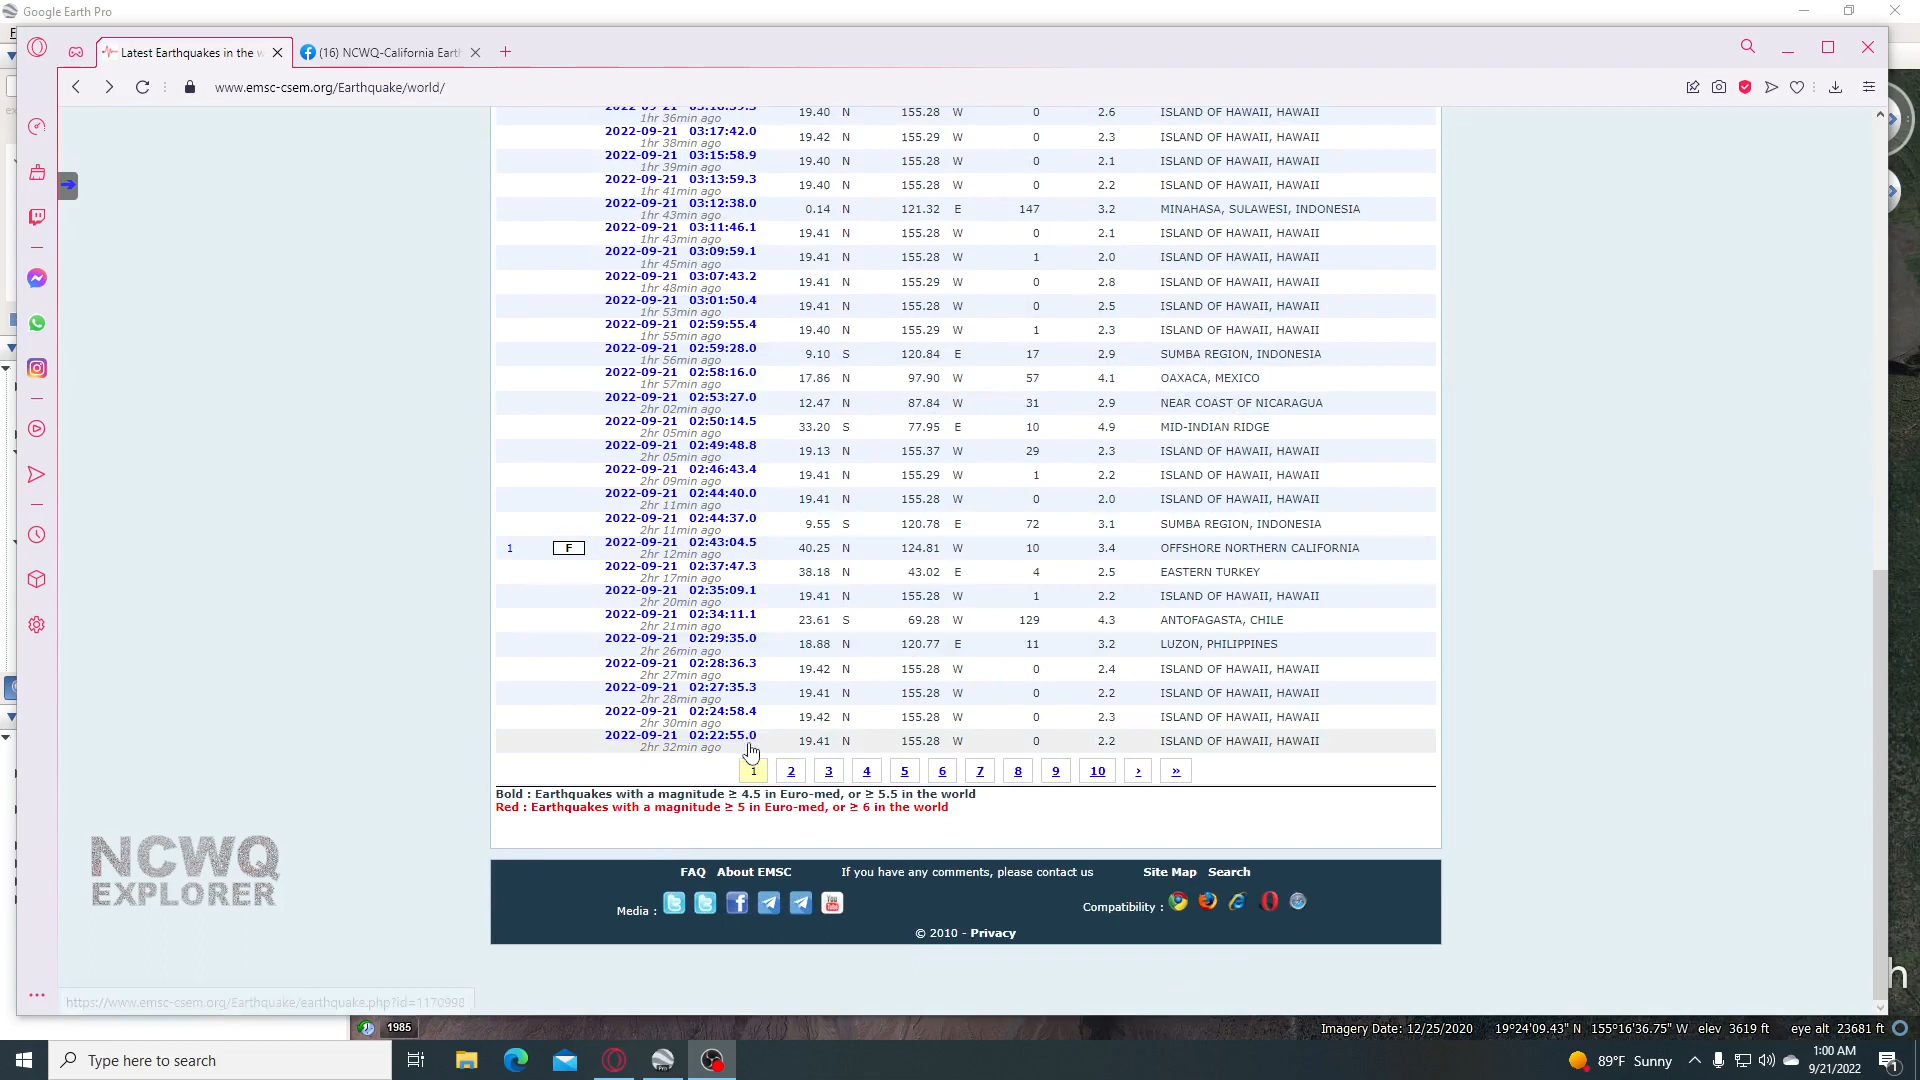 Google Earth Pro
Latest Earthquakes in the w
(16) NCWQ-California Eart
www.emsc-csem.org/Earthquake/world/
1hr 36min ago 19.40 N 155.28 W 0 2.6 ISLAND OF HAWAII, HAWAII
2022-09-21 03:17:42.0 19.42 N 155.29 W 0 2.3 ISLAND OF HAWAII, HAWAII
1hr 38min ago
2022-09-21 03:15:58.9 19.40 N 155.28 W 0 2.1 ISLAND OF HAWAII, HAWAII
1hr 39min ago
2022-09-21 03:13:59.3 19.40 N 155.28 W 0 2.2 ISLAND OF HAWAII, HAWAII
1hr 41min ago
2022-09-21 03:12:38.0 0.14 N 121.32 E 147 3.2 MINAHASA, SULAWESI, INDONESIA
1hr 43min ago
2022-09-21 03:11:46.1 19.41 N 155.28 W 0 2.1 ISLAND OF HAWAII, HAWAII
1hr 43min ago
2022-09-21 03:09:59.1 19.41 N 155.28 W 1 2.0 ISLAND OF HAWAII, HAWAII
1hr 45min ago
2022-09-21 03:07:43.2 19.41 N 155.29 W 0 2.8 ISLAND OF HAWAII, HAWAII
1hr 48min ago
2022-09-21 03:01:50.4 19.41 N 155.28 W 0 2.5 ISLAND OF HAWAII, HAWAII
1hr 53min ago
2022-09-21 02:59:55.4 19.40 N 155.29 W 1 2.3 ISLAND OF HAWAII, HAWAII
1hr 55min ago
2022-09-21 02:59:28.0 9.10 S 120.84 E 17 2.9 SUMBA REGION, INDONESIA
1hr 56min ago
2022-09-21 02:58:16.0 17.86 N 97.90 W 57 4.1 OAXACA, MEXICO
1hr 57min ago
2022-09-21 02:53:27.0 12.47 N 87.84 W 31 2.9 NEAR COAST OF NICARAGUA
2hr 02min ago
2022-09-21 02:50:14.5 33.20 S 77.95 E 10 4.9 MID-INDIAN RIDGE
2hr 05min ago
2022-09-21 02:49:48.8 19.13 N 155.37 W 29 2.3 ISLAND OF HAWAII, HAWAII
2hr 05min ago
2022-09-21 02:46:43.4 19.41 N 155.29 W 1 2.2 ISLAND OF HAWAII, HAWAII
2hr 09min ago
2022-09-21 02:44:40.0 19.41 N 155.28 W 0 2.0 ISLAND OF HAWAII, HAWAII
2hr 11min ago
2022-09-21 02:44:37.0 9.55 S 120.78 E 72 3.1 SUMBA REGION, INDONESIA
2hr 11min ago
1 F 2022-09-21 02:43:04.5 40.25 N 124.81 W 10 3.4 OFFSHORE NORTHERN CALIFORNIA
2hr 12min ago
2022-09-21 02:37:47.3 38.18 N 43.02 E 4 2.5 EASTERN TURKEY
2hr 17min ago
2022-09-21 02:35:09.1 19.41 N 155.28 W 1 2.2 ISLAND OF HAWAII, HAWAII
2hr 20min ago
2022-09-21 02:34:11.1 23.61 S 69.28 W 129 4.3 ANTOFAGASTA, CHILE
2hr 21min ago
2022-09-21 02:29:35.0 18.88 N 120.77 E 11 3.2 LUZON, PHILIPPINES
2hr 26min ago
2022-09-21 02:28:36.3 19.42 N 155.28 W 0 2.4 ISLAND OF HAWAII, HAWAII
2hr 27min ago
2022-09-21 02:27:35.3 19.41 N 155.28 W 0 2.2 ISLAND OF HAWAII, HAWAII
2hr 28min ago
2022-09-21 02:24:58.4 19.42 N 155.28 W 0 2.3 ISLAND OF HAWAII, HAWAII
2hr 30min ago
2022-09-21 02:22:55.0 19.41 N 155.28 W 0 2.2 ISLAND OF HAWAII, HAWAII
2hr 32min ago
1 2 3 4 5 6 7 8 9 10 › »
Bold : Earthquakes with a magnitude ≥ 4.5 in Euro-med, or ≥ 5.5 in the world
Red : Earthquakes with a magnitude ≥ 5 in Euro-med, or ≥ 6 in the world
NCWQ
EXPLORER
FAQ About EMSC If you have any comments, please contact us Site Map Search
Media : Compatibility :
© 2010 - Privacy
https://www.emsc-csem.org/Earthquake/earthquake.php?id=1170998
1985 Imagery Date: 12/25/2020 19°24'09.43" N 155°16'36.75" W elev 3619 ft eye alt 23681 ft
Type here to search
89°F Sunny
1:00 AM
9/21/2022
1